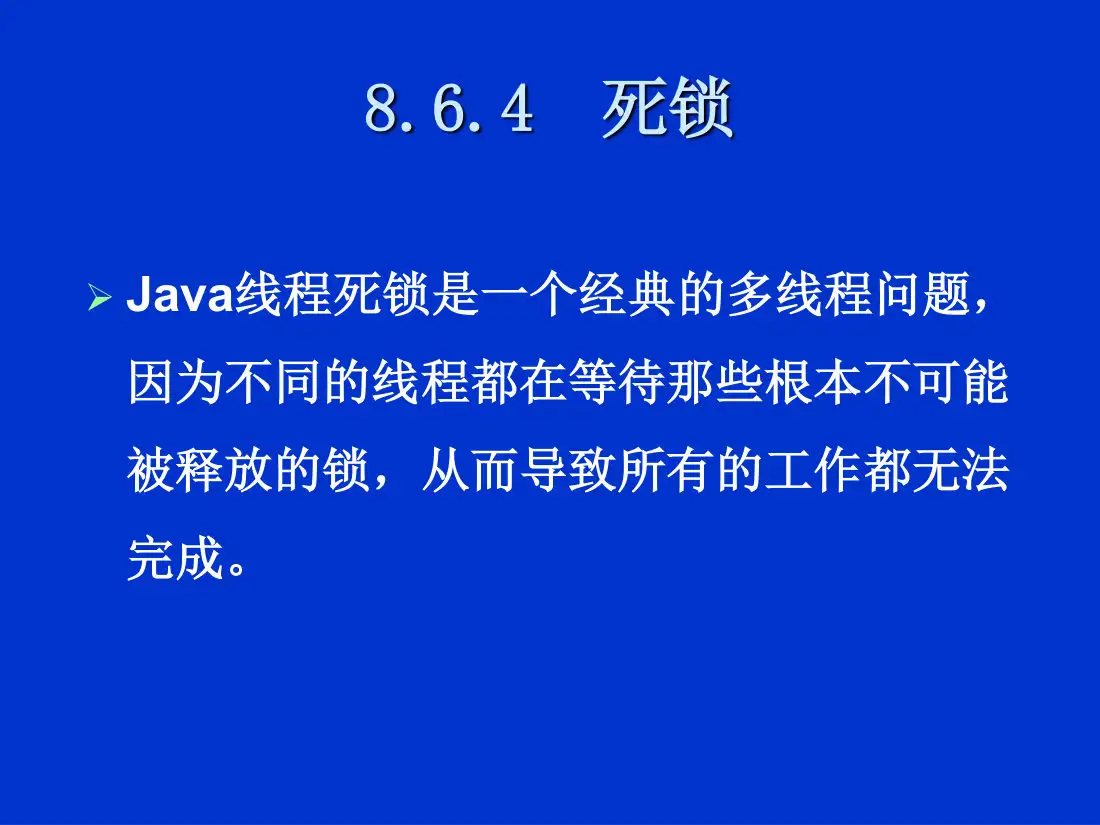 8.6.4 死锁
Java线程死锁是一个经典的多线程问题，
因为不同的线程都在等待那些根本不可能
被释放的锁，从而导致所有的工作都无法
完成。